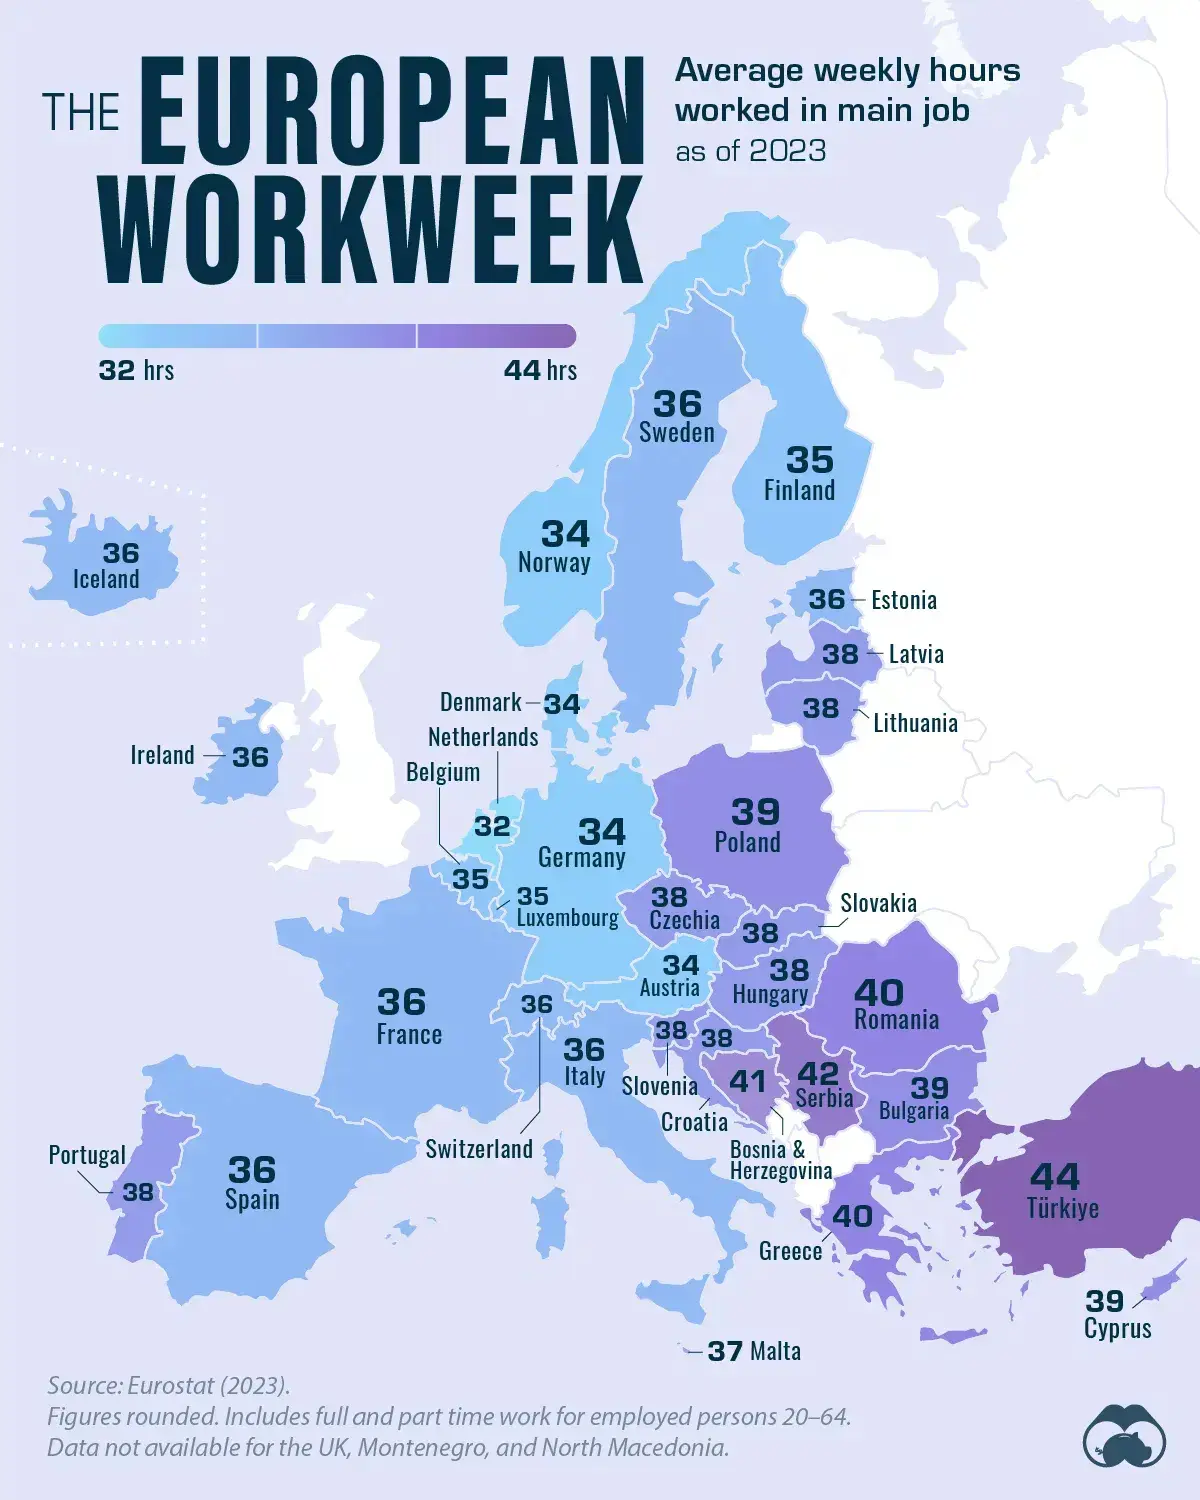 THE EUROPEAN
WORKWEEK
Average weekly hours
worked in main job
as of 2023
32 hrs
44 hrs
36
Sweden
35
Finland
34
Norway
36
Iceland
36 Estonia
38 Latvia
38
Lithuania
Denmark 34
Netherlands
Ireland 36
Belgium
32
34
Germany
39
Poland
35
35
Luxembourg
38
Czechia
Slovakia
38
34
Austria
38
Hungary
40
Romania
36
France
36
36
Italy
38
38
Slovenia
Croatia
41
42
Serbia
39
Bulgaria
Switzerland
Bosnia &
Herzegovina
Portugal
38
36
Spain
44
Türkiye
40
Greece
39
Cyprus
37 Malta
Source: Eurostat (2023).
Figures rounded. Includes full and part time work for employed persons 20–64.
Data not available for the UK, Montenegro, and North Macedonia.